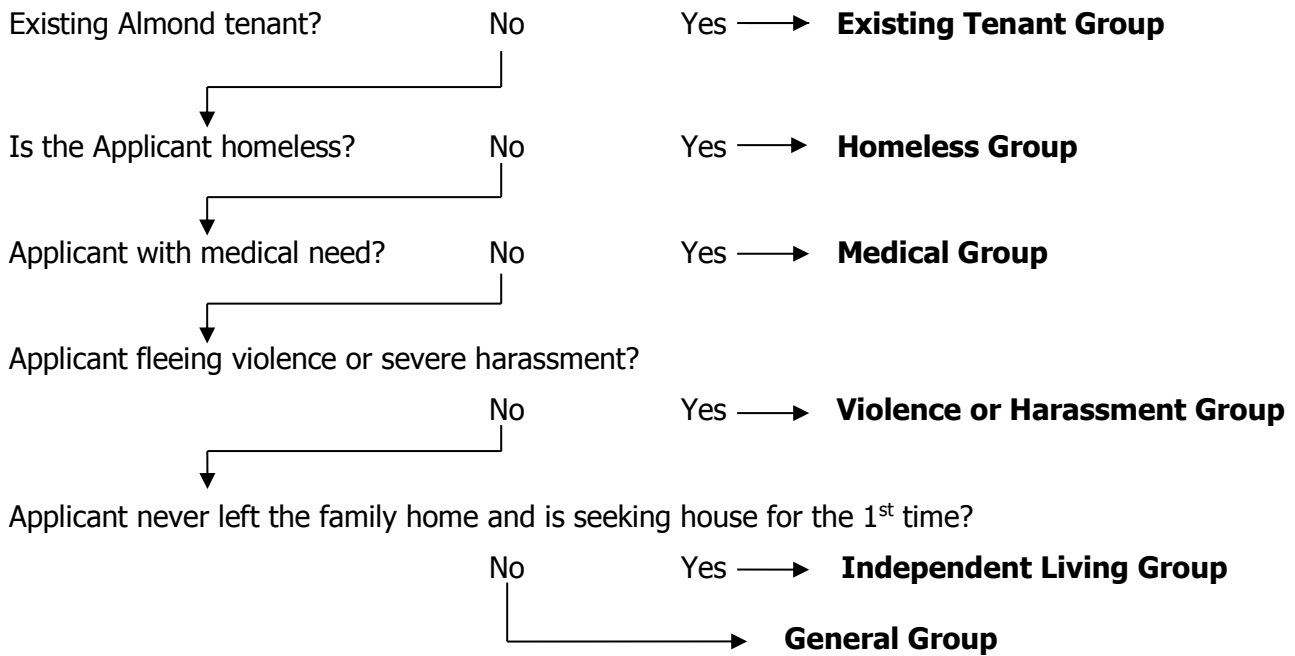 Existing Almond tenant? No Yes Existing Tenant Group
Is the Applicant homeless? No Yes Homeless Group
Applicant with medical need? No Yes Medical Group
Applicant fleeing violence or severe harassment?
No Yes Violence or Harassment Group
Applicant never left the family home and is seeking house for the 1st time?
No Yes Independent Living Group
General Group